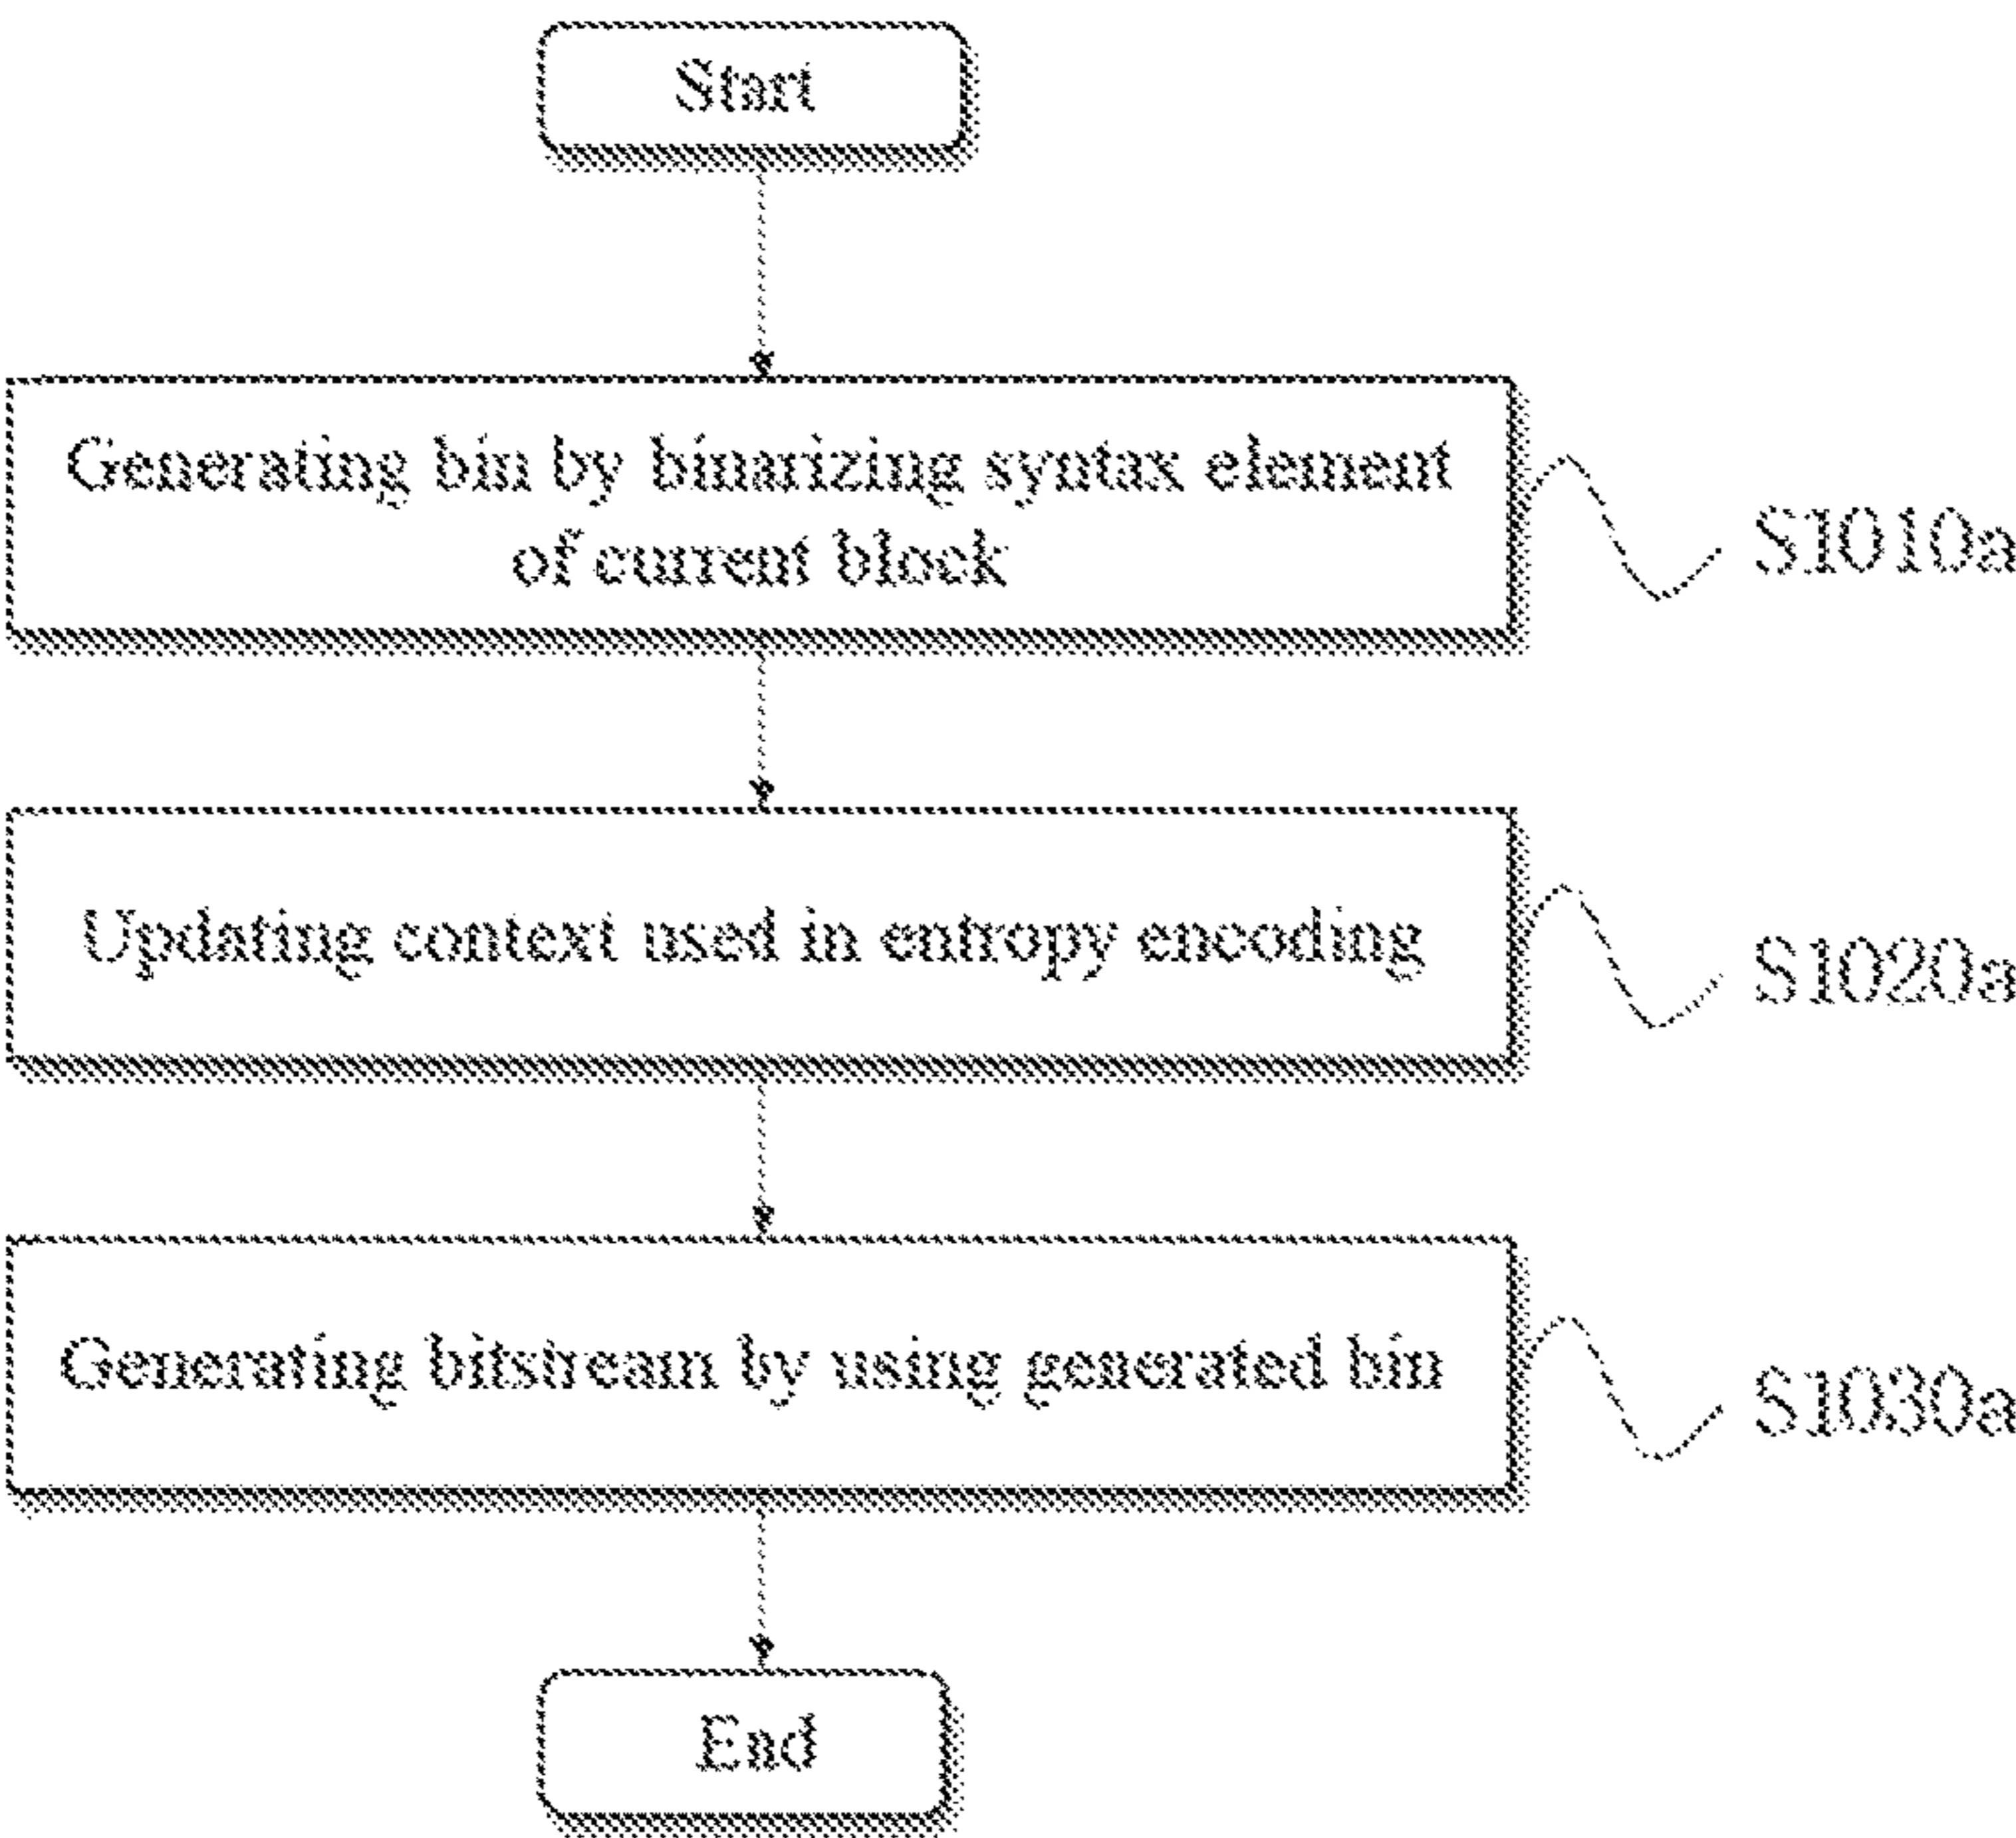 Start
Generating bin by binarizing syntax element
of current block
S1010a
Updating context used in entropy encoding
S1020a
Generating bitstream by using generated bin
S1030a
End